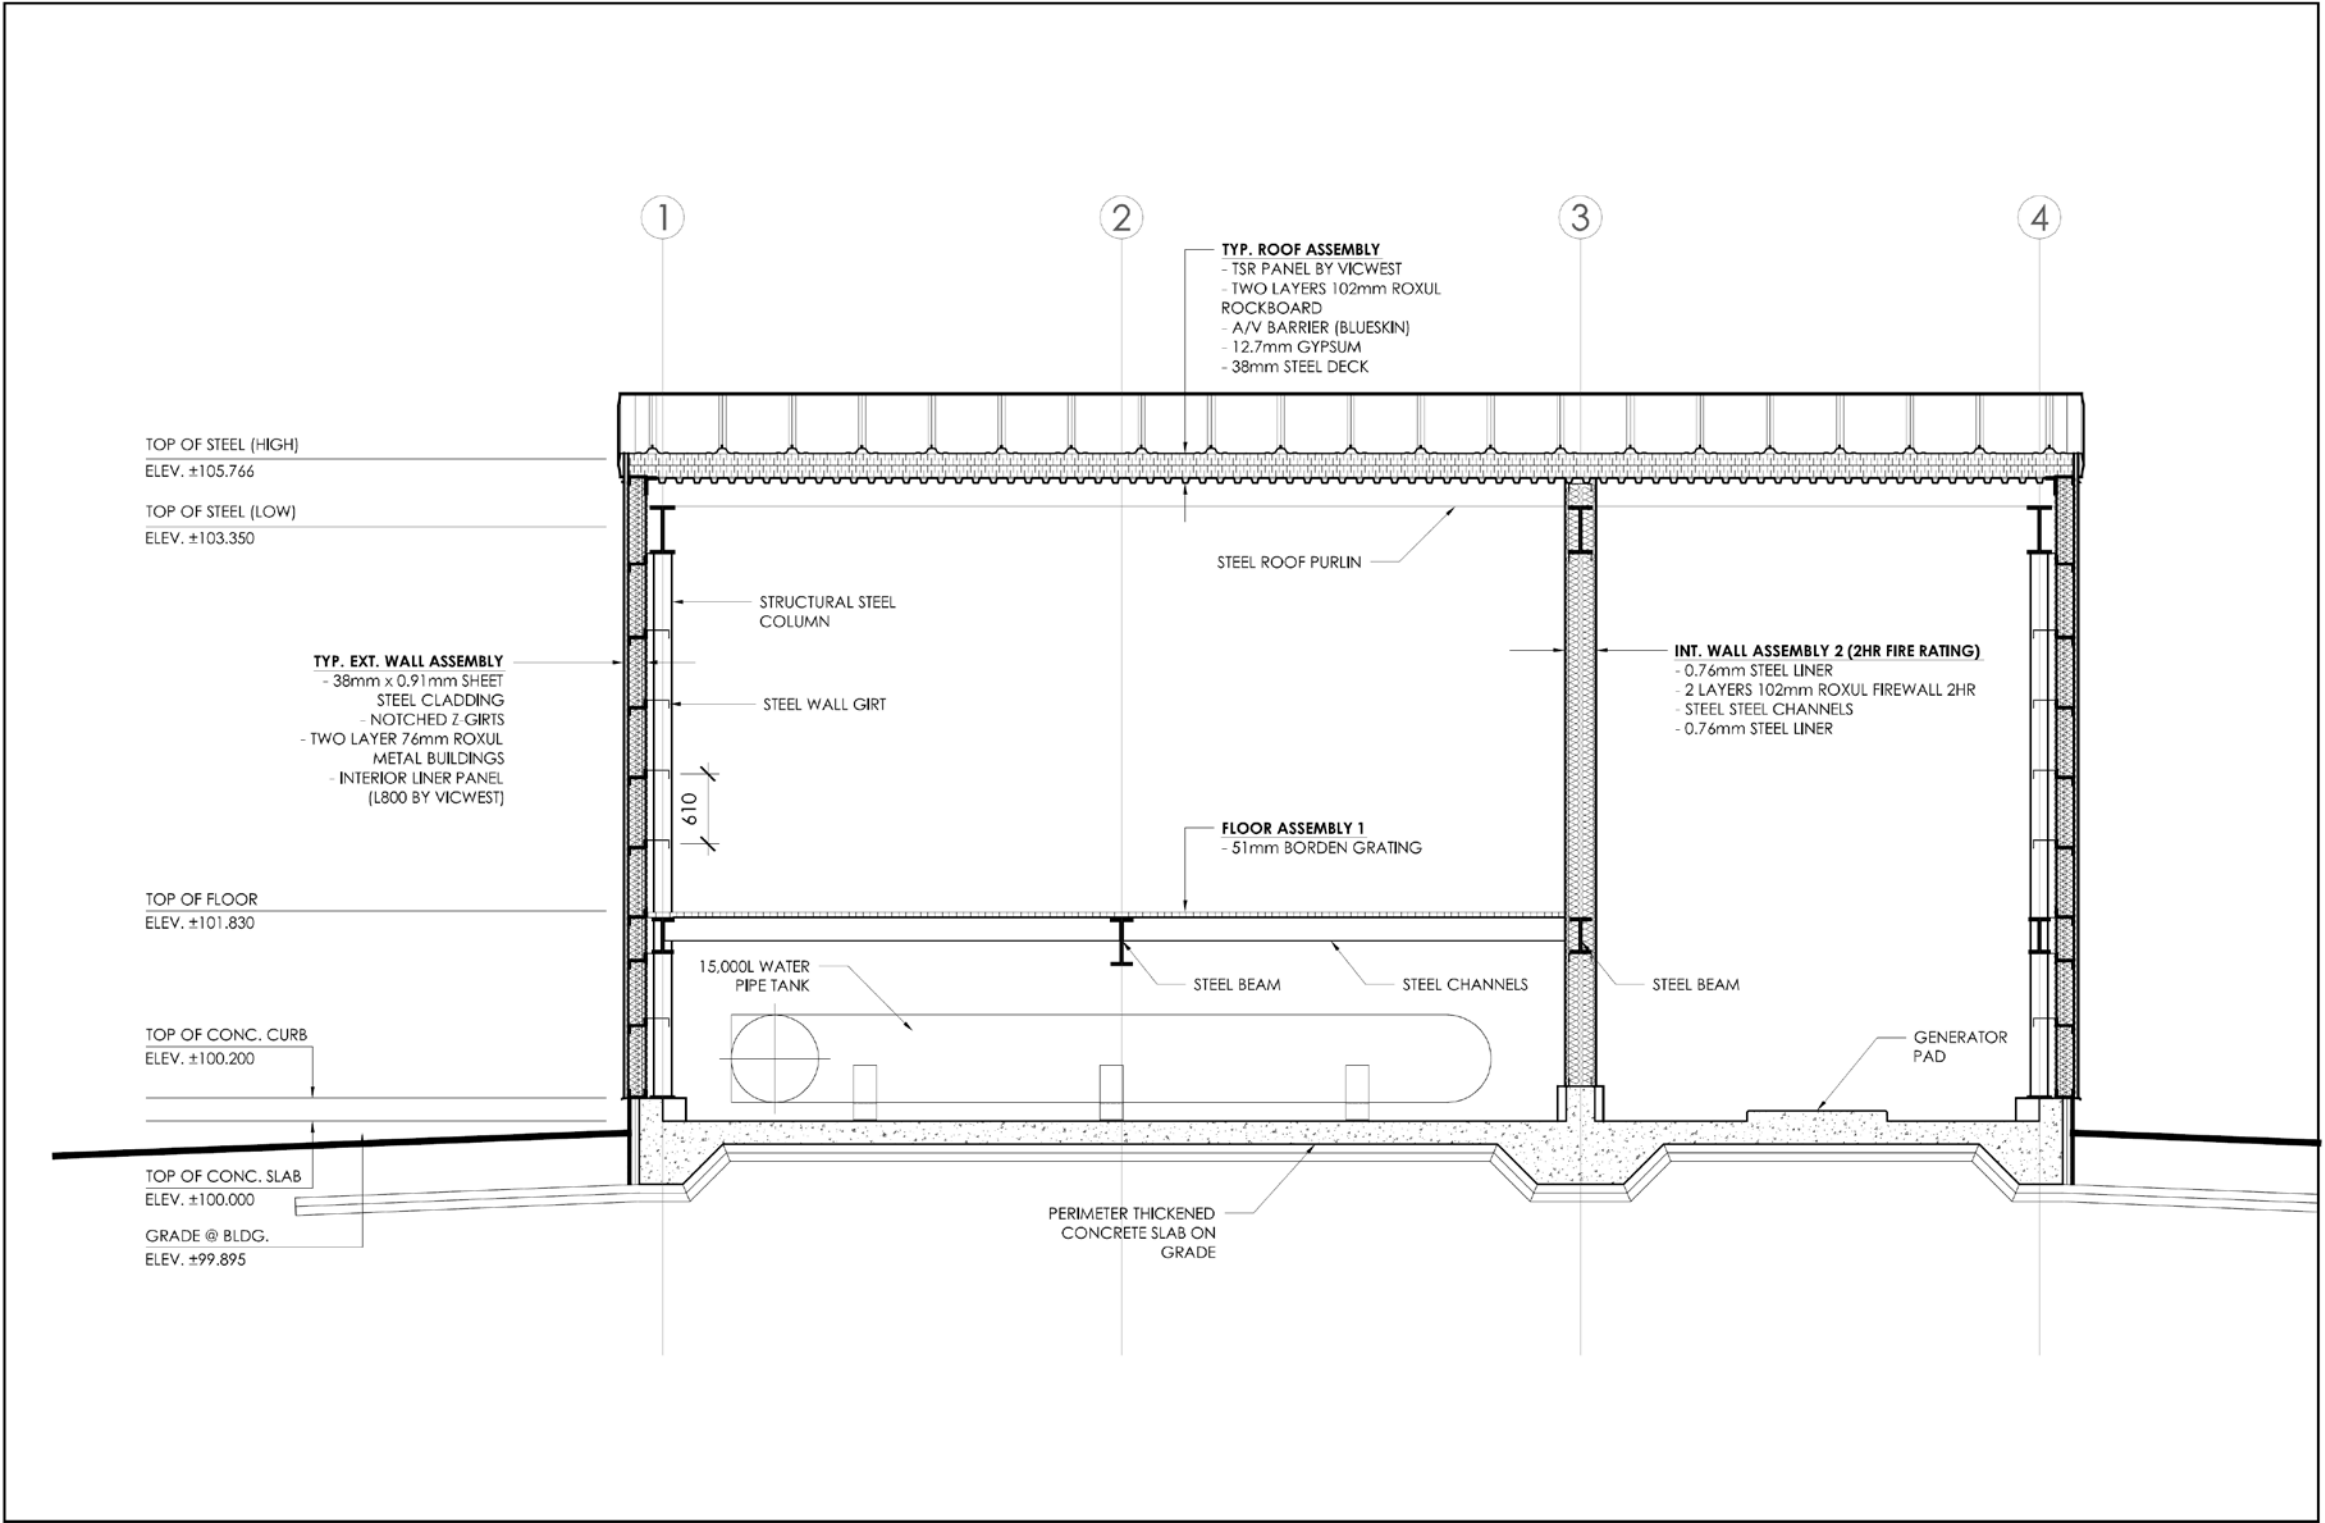 1
2
3
4
TYP. ROOF ASSEMBLY
- TSR PANEL BY VICWEST
- TWO LAYERS 102mm ROXUL
ROCKBOARD
- A/V BARRIER (BLUESKIN)
- 12.7mm GYPSUM
- 38mm STEEL DECK
TOP OF STEEL (HIGH)
ELEV. ±105.766
TOP OF STEEL (LOW)
ELEV. ±103.350
STEEL ROOF PURLIN
STRUCTURAL STEEL
COLUMN
TYP. EXT. WALL ASSEMBLY
- 38mm x 0.91mm SHEET
STEEL CLADDING
- NOTCHED Z-GIRTS
- TWO LAYER 76mm ROXUL
METAL BUILDINGS
- INTERIOR LINER PANEL
(L800 BY VICWEST)
STEEL WALL GIRT
INT. WALL ASSEMBLY 2 (2HR FIRE RATING)
- 0.76mm STEEL LINER
- 2 LAYERS 102mm ROXUL FIREWALL 2HR
- STEEL STEEL CHANNELS
- 0.76mm STEEL LINER
610
FLOOR ASSEMBLY 1
- 51mm BORDEN GRATING
TOP OF FLOOR
ELEV. ±101.830
15,000L WATER
PIPE TANK
STEEL BEAM
STEEL CHANNELS
STEEL BEAM
TOP OF CONC. CURB
ELEV. ±100.200
GENERATOR
PAD
TOP OF CONC. SLAB
ELEV. ±100.000
GRADE @ BLDG.
ELEV. ±99.895
PERIMETER THICKENED
CONCRETE SLAB ON
GRADE